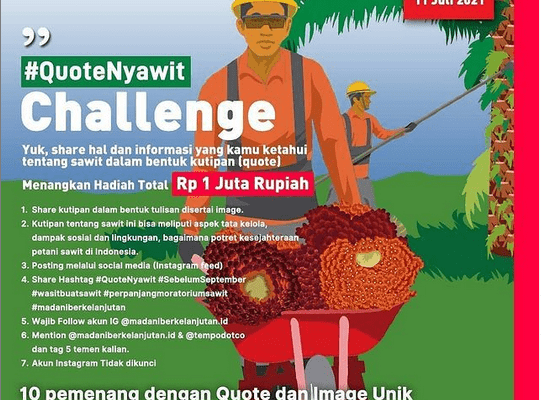 11 Juli 2021
”
#QuoteNyawit
Challenge
Yuk, share hal dan informasi yang kamu ketahui
tentang sawit dalam bentuk kutipan (quote)
Menangkan Hadiah Total Rp 1 Juta Rupiah
1. Share kutipan dalam bentuk tulisan disertai image.
2. Kutipan tentang sawit ini bisa meliputi aspek tata kelola,
dampak sosial dan lingkungan, bagaimana potret kesejahteraan
petani sawit di Indonesia.
3. Posting melalui social media (Instagram feed)
4. Share Hashtag #QuoteNyawit #SebelumSeptember
#wasitbuatsawit #perpanjangmoratoriumsawit
#madaniberkelanjutan
5. Wajib Follow akun IG @madaniberkelanjutan.id
6. Mention @madaniberkelanjutan.id & @tempodotco
dan tag 5 temen kalian.
7. Akun Instagram Tidak dikunci
10 pemenang dengan Quote dan Image Unik